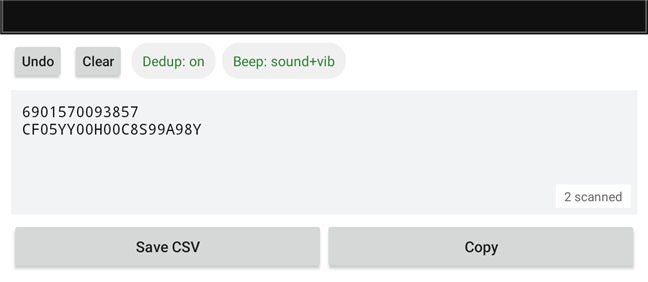 Undo Clear Dedup: on Beep: sound+vib
6901570093857
CF05YY00H00C8S99A98Y
2 scanned
Save CSV Copy